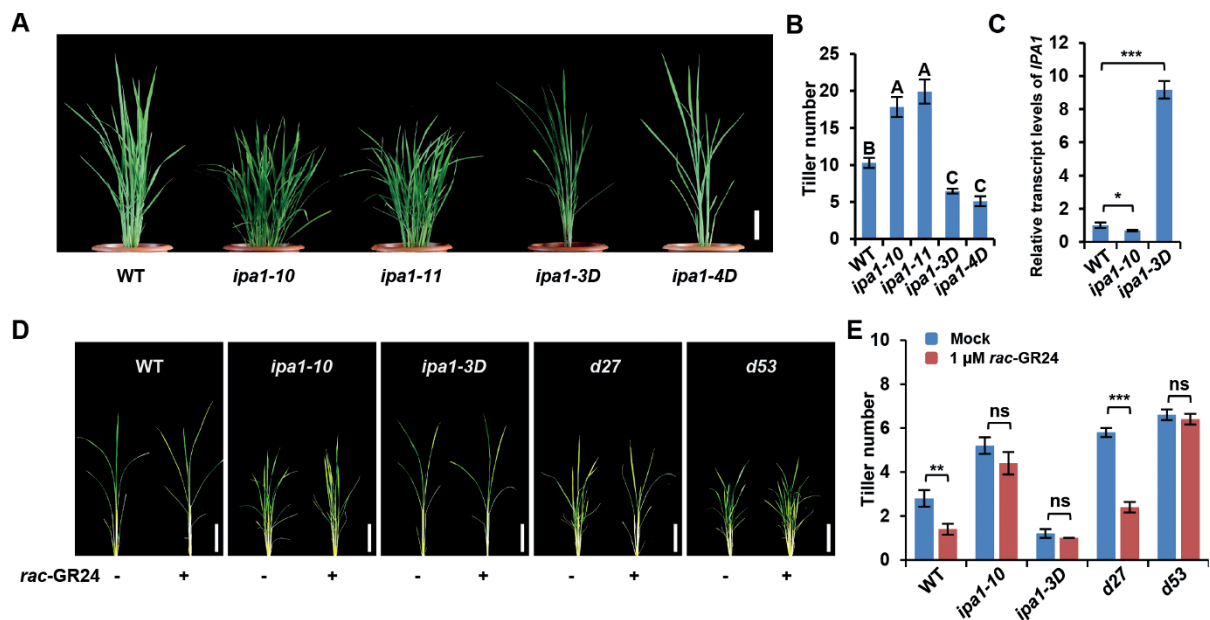 A
WT
ipa1-10
ipa1-11
ipa1-3D
ipa1-4D
B
Tiller number
25
20
15
10
5
0
B
A
A
C
C
WT
ipa1-10
ipa1-11
ipa1-3D
ipa1-4D
C
Relative transcript levels of IPA1
12
10
8
6
4
2
0
***
*
WT
ipa1-10
ipa1-3D
D
WT
ipa1-10
ipa1-3D
d27
d53
rac-GR24 - + - + - + - + - +
E
Tiller number
10
8
6
4
2
0
Mock
1 µM rac-GR24
**
ns
ns
***
ns
WT
ipa1-10
ipa1-3D
d27
d53